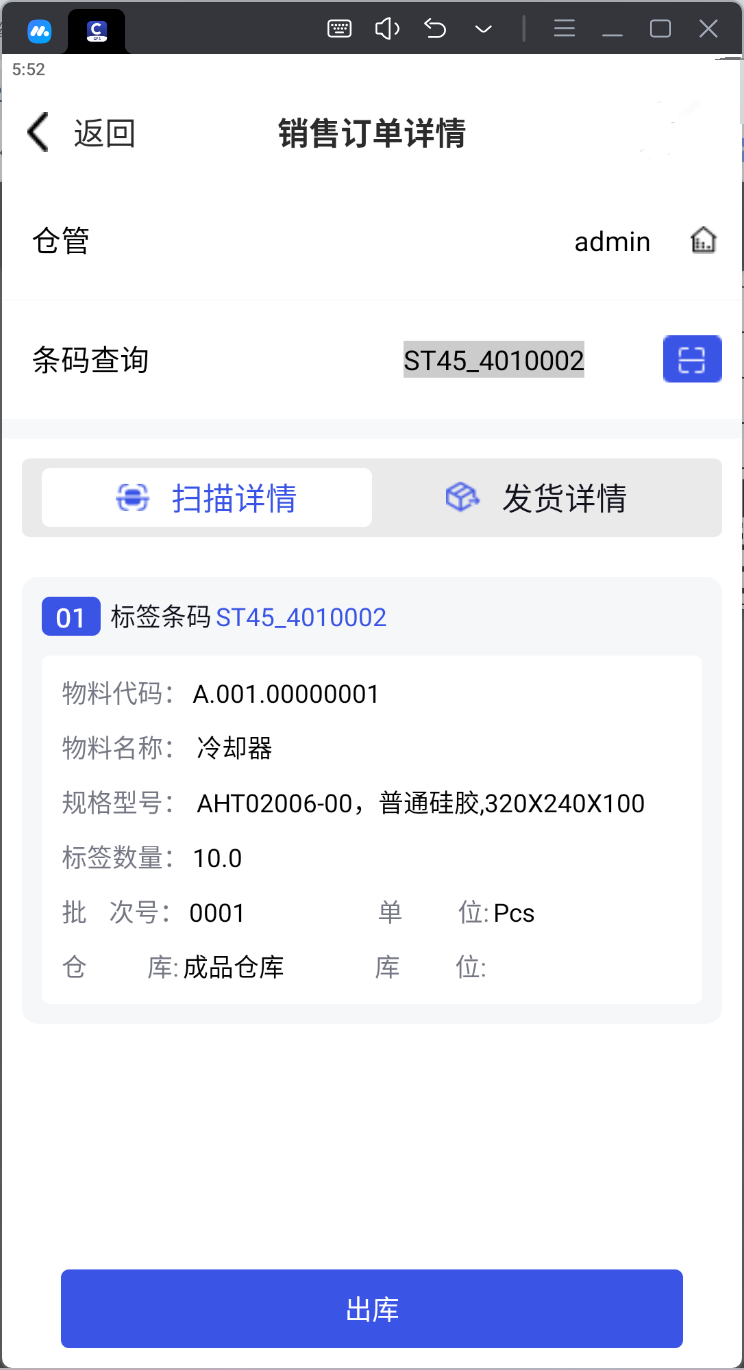 5:52
返回 销售订单详情
仓管 admin
条码查询 ST45_4010002
扫描详情 发货详情
01 标签条码 ST45_4010002
物料代码： A.001.00000001
物料名称： 冷却器
规格型号： AHT02006-00，普通硅胶,320X240X100
标签数量： 10.0
批 次号： 0001 单 位: Pcs
仓 库: 成品仓库 库 位:
出库